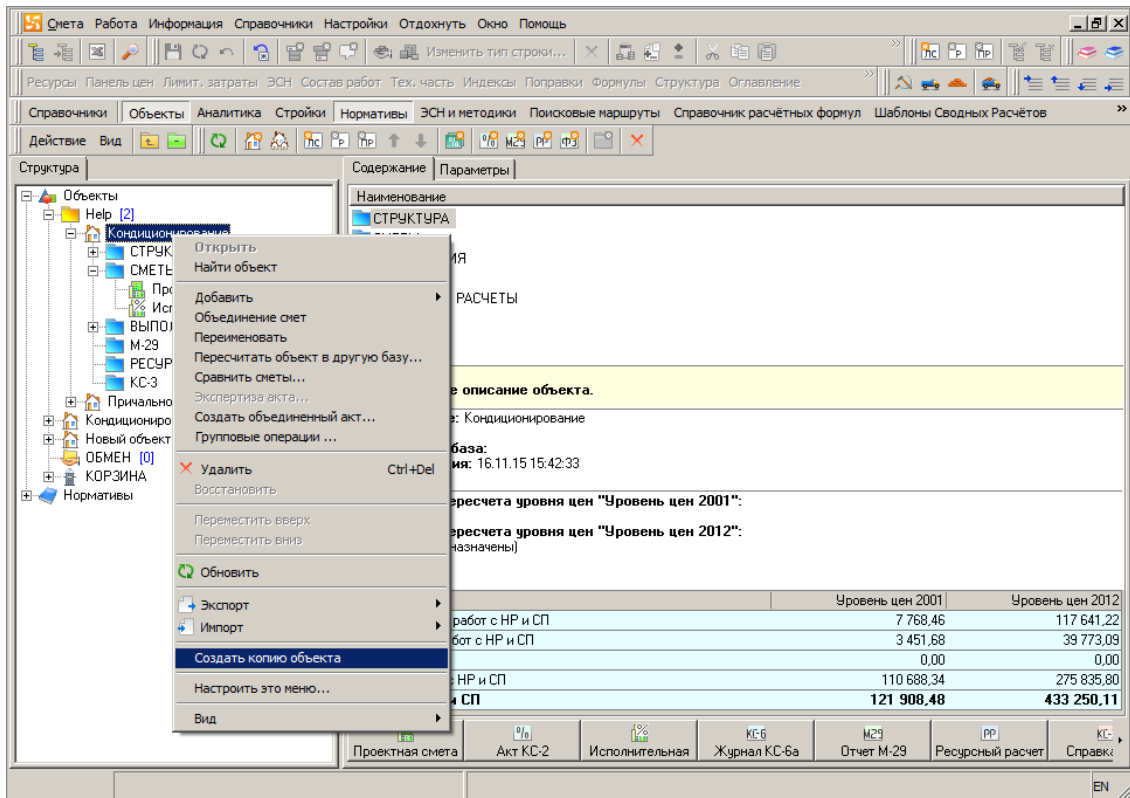 Смета Работа Информация Справочники Настройки Отдохнуть Окно Помощь
Изменить тип строки...
Ресурсы Панель цен Лимит. затраты ЭСН Состав работ Тех. часть Индексы Поправки Формулы Структура Оглавление
Справочники Объекты Аналитика Стройки Нормативы ЭСН и методики Поисковые маршруты Справочник расчётных формул Шаблоны Сводных Расчётов
Действие Вид
Структура
Содержание Параметры
Объекты
Help [2]
Кондиционирование
СТРУК
СМЕТЬ
Про
Исп
ВЫПОЛ
М-29
РЕСУР
КС-3
Причально
Кондициониро
Новый объект
ОБМЕН [0]
КОРЗИНА
Нормативы
Открыть
Найти объект
Добавить
Объединение смет
Переименовать
Пересчитать объект в другую базу...
Сравнить сметы...
Экспертиза акта...
Создать объединенный акт...
Групповые операции ...
Удалить Ctrl+Del
Восстановить
Переместить вверх
Переместить вниз
Обновить
Экспорт
Импорт
Создать копию объекта
Настроить это меню...
Вид
Наименование
СТРУКТУРА
ИЯ
РАСЧЕТЫ
е описание объекта.
е: Кондиционирование
база:
ия: 16.11.15 15:42:33
ересчета уровня цен "Уровень цен 2001":
ересчета уровня цен "Уровень цен 2012":
назначены)
Уровень цен 2001 Уровень цен 2012
работ с НР и СП 7 768,46 117 641,22
бот с НР и СП 3 451,68 39 773,09
0,00 0,00
с НР и СП 110 688,34 275 835,80
и СП 121 908,48 433 250,11
Проектная смета Акт КС-2 Исполнительная Журнал КС-6а Отчет М-29 Ресурсный расчет Справка
EN